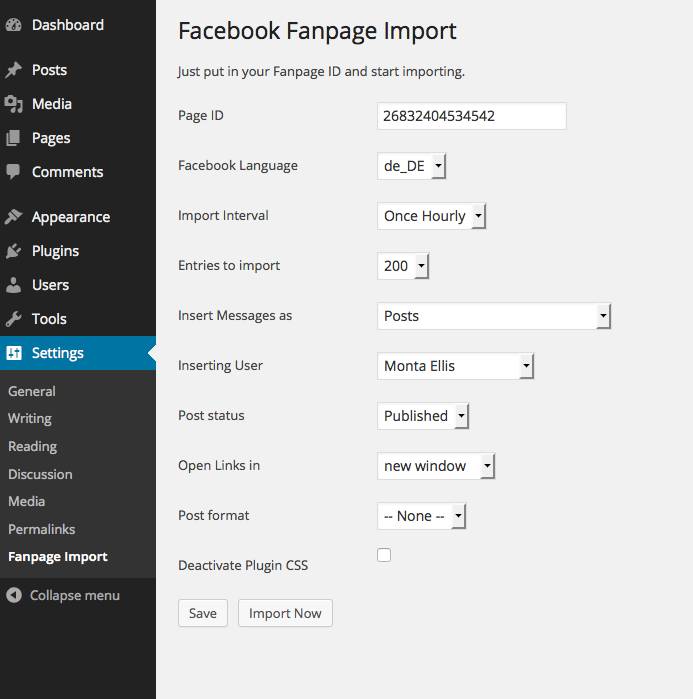 Dashboard
Posts
Media
Pages
Comments
Appearance
Plugins
Users
Tools
Settings
General
Writing
Reading
Discussion
Media
Permalinks
Fanpage Import
Collapse menu
Facebook Fanpage Import
Just put in your Fanpage ID and start importing.
Page ID 26832404534542
Facebook Language de_DE
Import Interval Once Hourly
Entries to import 200
Insert Messages as Posts
Inserting User Monta Ellis
Post status Published
Open Links in new window
Post format -- None --
Deactivate Plugin CSS
Save Import Now